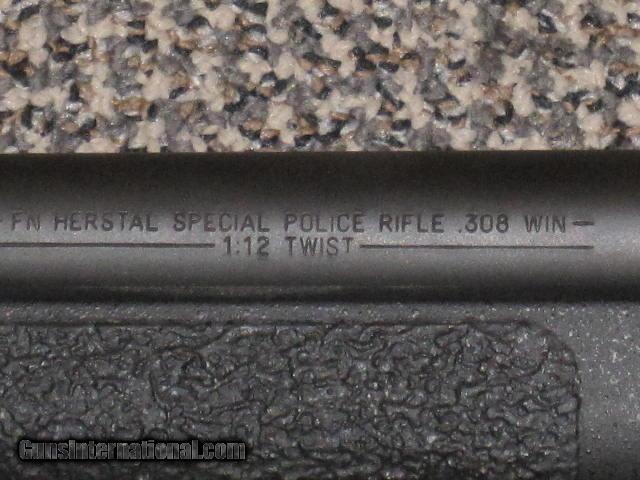 - FN HERSTAL SPECIAL POLICE RIFLE .308 WIN -
1:12 TWIST
GunsInternational.com